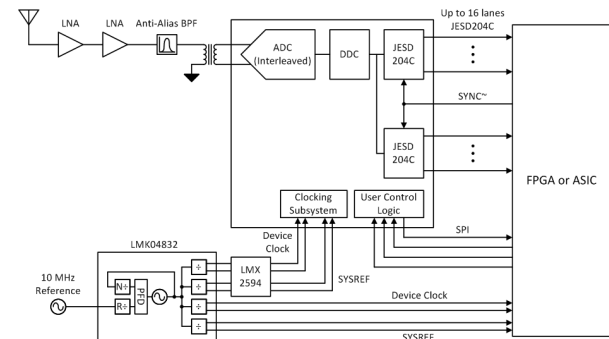 LNA
LNA
Anti-Alias BPF
ADC
(Interleaved)
DDC
JESD
204C
Up to 16 lanes
JESD204C
SYNC~
JESD
204C
FPGA or ASIC
Clocking
Subsystem
User Control
Logic
SPI
Device
Clock
LMK04832
10 MHz
Reference
N÷
R÷
PFD
÷
÷
÷
÷
LMX
2594
SYSREF
Device Clock
SYSREF